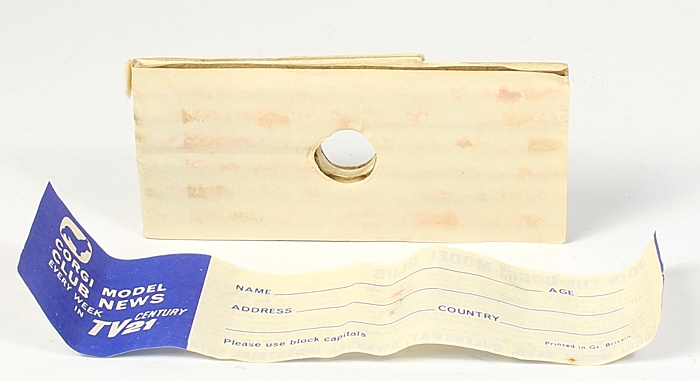 CORGI MODEL
CLUB NEWS
EVERY WEEK
IN CENTURY
TV21
NAME AGE
ADDRESS COUNTRY
Please use block capitals
Printed in Gt. Britain